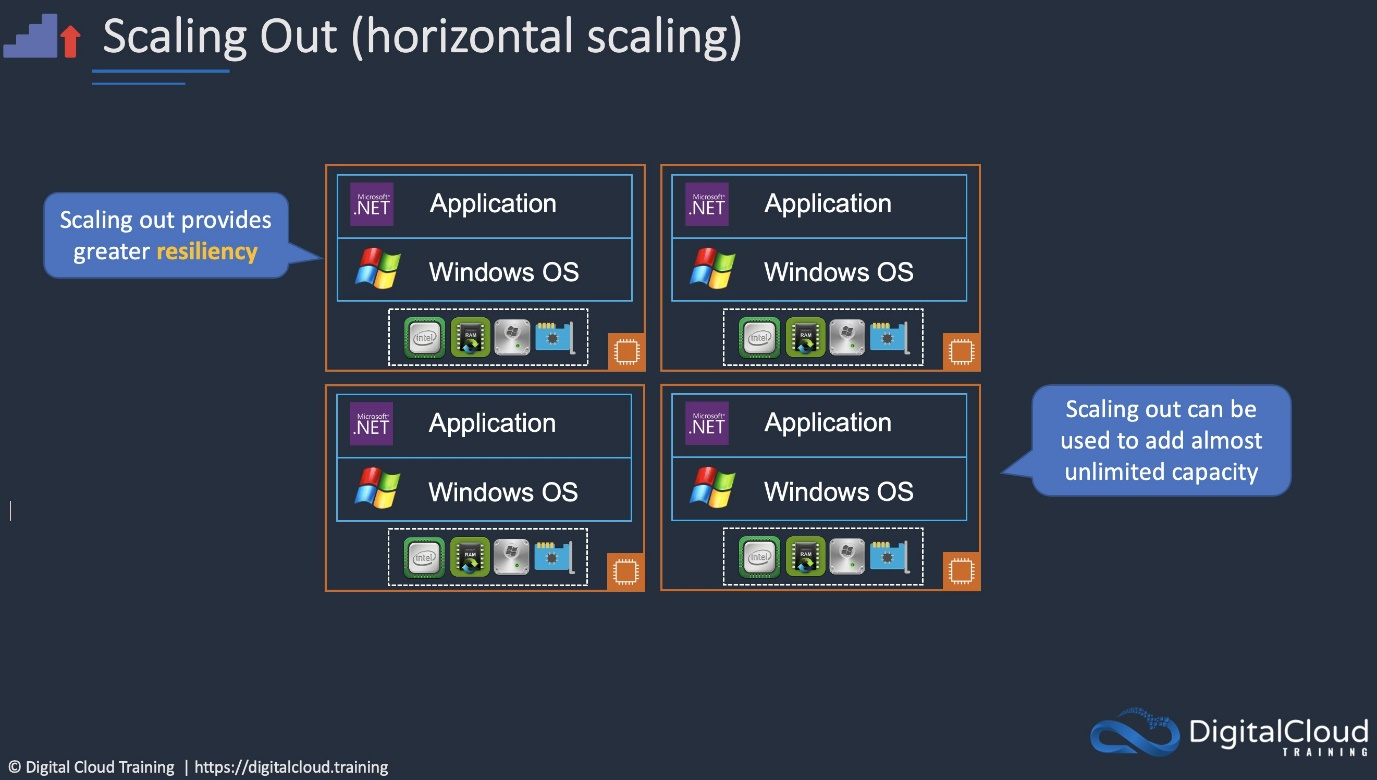 Scaling Out (horizontal scaling)
Scaling out provides
greater resiliency
Microsoft
.NET
Application
Windows OS
intel
RAM
Microsoft
.NET
Application
Windows OS
intel
RAM
Microsoft
.NET
Application
Windows OS
intel
RAM
Microsoft
.NET
Application
Windows OS
intel
RAM
Scaling out can be
used to add almost
unlimited capacity
DigitalCloud
TRAINING
© Digital Cloud Training | https://digitalcloud.training